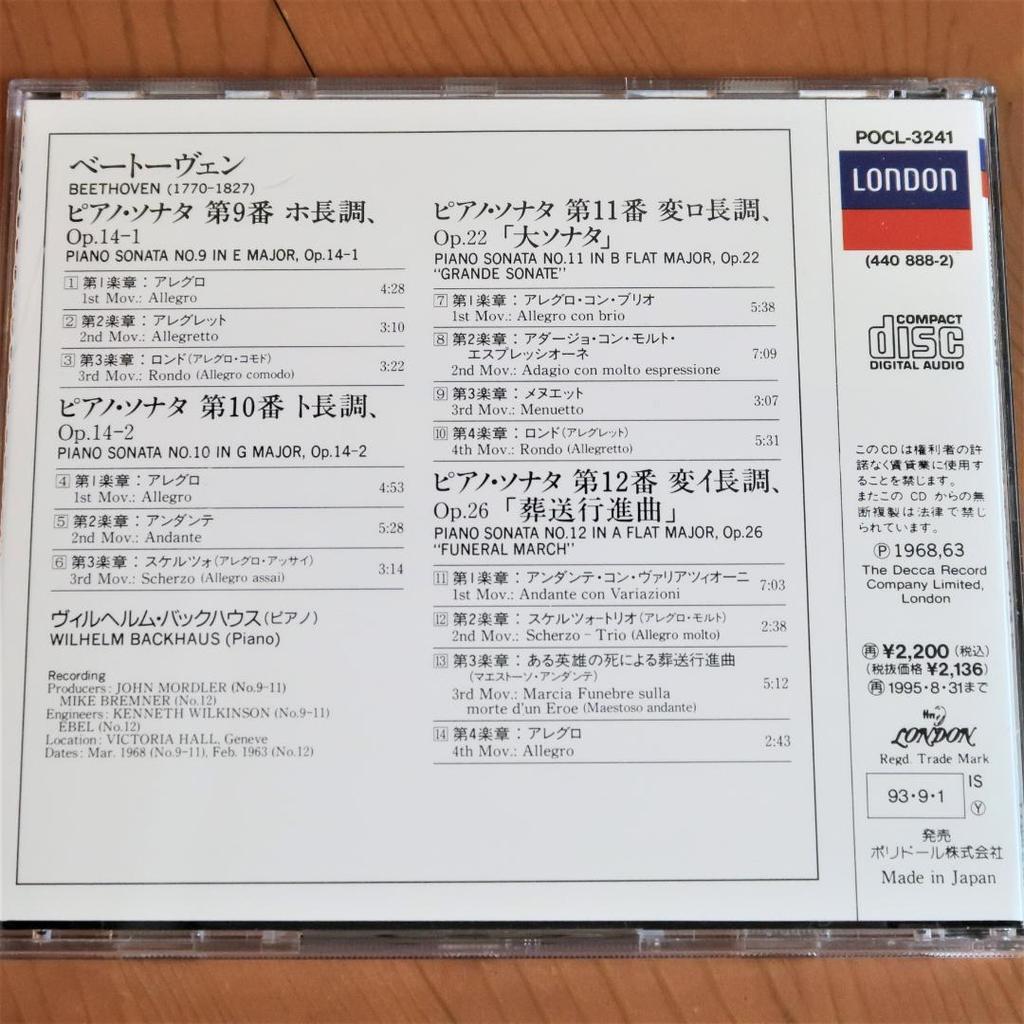 ベートーヴェン
BEETHOVEN (1770-1827)
ピアノ・ソナタ 第9番 ホ長調、
Op.14-1
PIANO SONATA NO.9 IN E MAJOR, Op.14-1
1 第1楽章：アレグロ 4:28
1st Mov.: Allegro
2 第2楽章：アレグレット 3:10
2nd Mov.: Allegretto
3 第3楽章：ロンド（アレグロ・コモド） 3:22
3rd Mov.: Rondo (Allegro comodo)
ピアノ・ソナタ 第10番 ト長調、
Op.14-2
PIANO SONATA NO.10 IN G MAJOR, Op.14-2
4 第1楽章：アレグロ 4:53
1st Mov.: Allegro
5 第2楽章：アンダンテ 5:28
2nd Mov.: Andante
6 第3楽章：スケルツォ（アレグロ・アッサイ） 3:14
3rd Mov.: Scherzo (Allegro assai)
ヴィルヘルム・バックハウス（ピアノ）
WILHELM BACKHAUS (Piano)
Recording
Producers: JOHN MORDLER (No.9-11)
MIKE BREMNER (No.12)
Engineers: KENNETH WILKINSON (No.9-11)
EBEL (No.12)
Location: VICTORIA HALL, Geneve
Dates: Mar. 1968 (No.9-11), Feb. 1963 (No.12)
ピアノ・ソナタ 第11番 変ロ長調、
Op.22「大ソナタ」
PIANO SONATA NO.11 IN B FLAT MAJOR, Op.22
"GRANDE SONATE"
7 第1楽章：アレグロ・コン・ブリオ 5:38
1st Mov.: Allegro con brio
8 第2楽章：アダージョ・コン・モルト・
エスプレッシオーネ 7:09
2nd Mov.: Adagio con molto espressione
9 第3楽章：メヌエット 3:07
3rd Mov.: Menuetto
10 第4楽章：ロンド（アレグレット） 5:31
4th Mov.: Rondo (Allegretto)
ピアノ・ソナタ 第12番 変イ長調、
Op.26「葬送行進曲」
PIANO SONATA NO.12 IN A FLAT MAJOR, Op.26
"FUNERAL MARCH"
11 第1楽章：アンダンテ・コン・ヴァリアツィオーニ 7:03
1st Mov.: Andante con Variazioni
12 第2楽章：スケルツォートリオ（アレグロ・モルト） 2:38
2nd Mov.: Scherzo - Trio (Allegro molto)
13 第3楽章：ある英雄の死による葬送行進曲
（マエストーソ・アンダンテ） 5:12
3rd Mov.: Marcia Funebre sulla
morte d'un Eroe (Maestoso andante)
14 第4楽章：アレグロ 2:43
4th Mov.: Allegro
POCL-3241
LONDON
(440 888-2)
COMPACT
disc
DIGITAL AUDIO
このCDは権利者の許
諾なく賃貸業に使用す
ることを禁じます。
またこの CD からの無
断複製は法律で禁じ
られています。
Ⓟ1968,63
The Decca Record
Company Limited,
London
再 ¥2,200（税込）
（税抜価格 ¥2,136）
再 1995・8・31まで
LONDON
Regd. Trade Mark
93・9・1 IS
Ⓨ
発売
ポリドール株式会社
Made in Japan